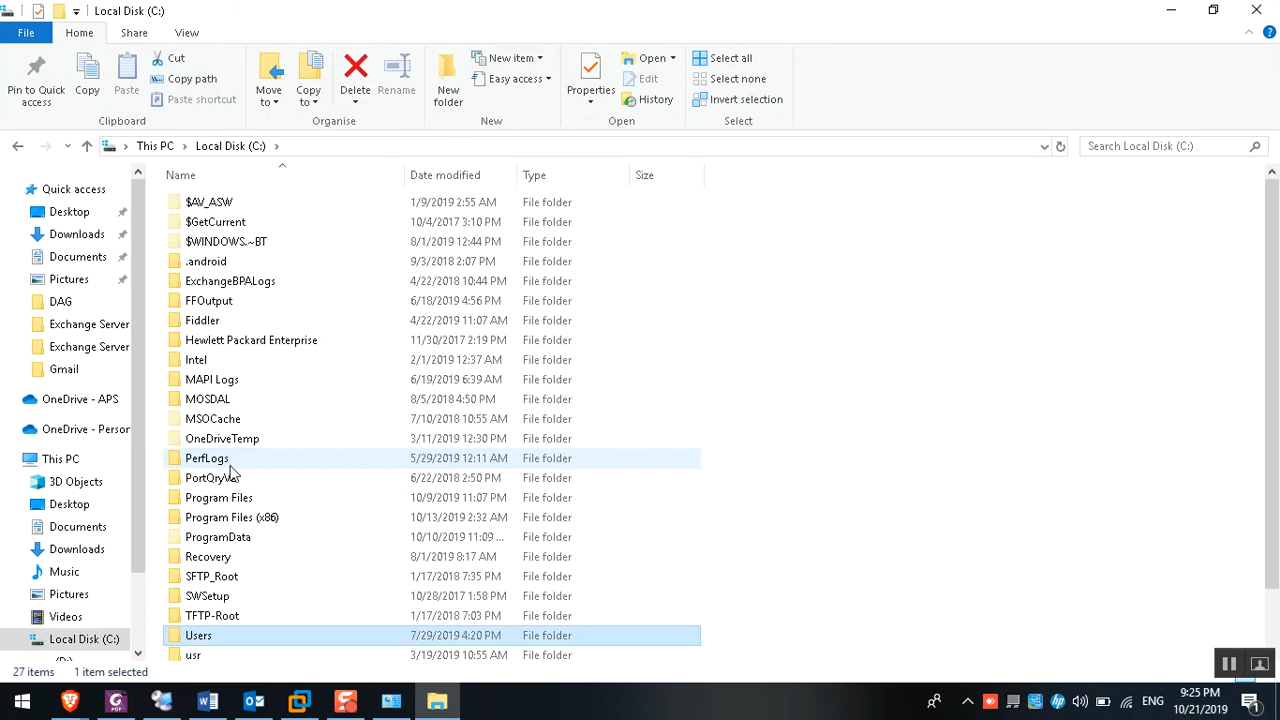 Local Disk (C:)
File Home Share View
Pin to Quick access
Copy
Paste
Cut
Copy path
Paste shortcut
Clipboard
Move to
Copy to
Delete
Rename
Organise
New folder
New item
Easy access
New
Properties
Open
Edit
History
Open
Select all
Select none
Invert selection
Select
This PC Local Disk (C:)
Search Local Disk (C:)
Quick access
Desktop
Downloads
Documents
Pictures
DAG
Exchange Server
Exchange Server
Gmail
OneDrive - APS
OneDrive - Person
This PC
3D Objects
Desktop
Documents
Downloads
Music
Pictures
Videos
Local Disk (C:)
Name Date modified Type Size
$AV_ASW 1/9/2019 2:55 AM File folder
$GetCurrent 10/4/2017 3:10 PM File folder
$WINDOWS.~BT 8/1/2019 12:44 PM File folder
.android 9/3/2018 2:07 PM File folder
ExchangeBPALogs 4/22/2018 10:44 PM File folder
FFOutput 6/18/2019 4:56 PM File folder
Fiddler 4/22/2019 11:07 AM File folder
Hewlett Packard Enterprise 11/30/2017 2:19 PM File folder
Intel 2/1/2019 12:37 AM File folder
MAPI Logs 6/19/2019 6:39 AM File folder
MOSDAL 8/5/2018 4:50 PM File folder
MSOCache 7/10/2018 10:55 AM File folder
OneDriveTemp 3/11/2019 12:30 PM File folder
PerfLogs 5/29/2019 12:11 AM File folder
6/22/2018 2:50 PM File folder
Program Files 10/9/2019 11:07 PM File folder
Program Files (x86) 10/13/2019 2:32 AM File folder
ProgramData 10/10/2019 11:09 ... File folder
Recovery 8/1/2019 8:17 AM File folder
SFTP_Root 1/17/2018 7:35 PM File folder
SWSetup 10/28/2017 1:58 PM File folder
TFTP-Root 1/17/2018 7:03 PM File folder
Users 7/29/2019 4:20 PM File folder
usr 3/19/2019 10:55 AM File folder
27 items 1 item selected
ENG
9:25 PM
10/21/2019